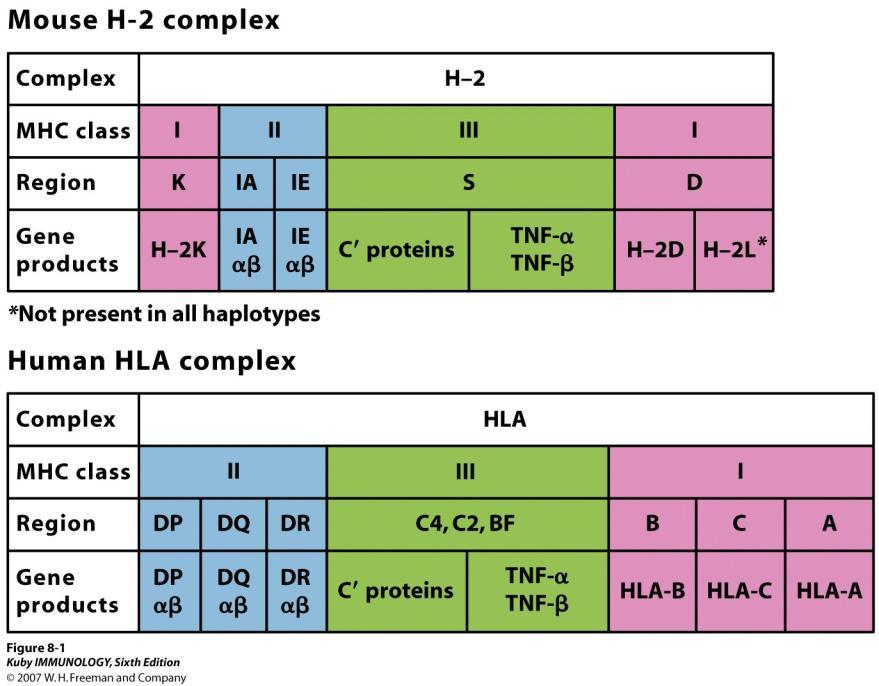 Mouse H-2 complex
Complex H–2
MHC class I II III I
Region K IA IE S D
Gene products H–2K IA αβ IE αβ C′ proteins TNF-α TNF-β H–2D H–2L*
*Not present in all haplotypes
Human HLA complex
Complex HLA
MHC class II III I
Region DP DQ DR C4, C2, BF B C A
Gene products DP αβ DQ αβ DR αβ C′ proteins TNF-α TNF-β HLA-B HLA-C HLA-A
Figure 8-1
Kuby IMMUNOLOGY, Sixth Edition
© 2007 W. H. Freeman and Company